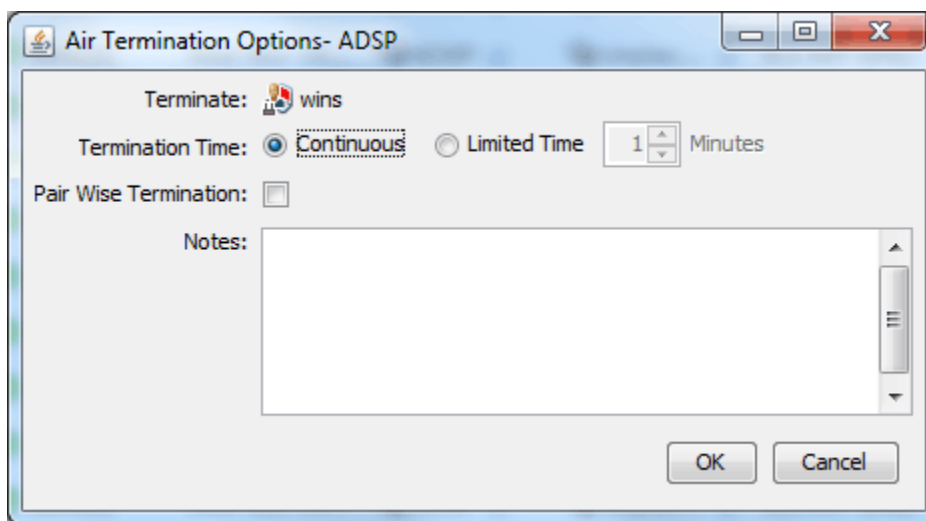 Air Termination Options- ADSP
Terminate: wins
Termination Time: Continuous Limited Time 1 Minutes
Pair Wise Termination:
Notes:
OK Cancel